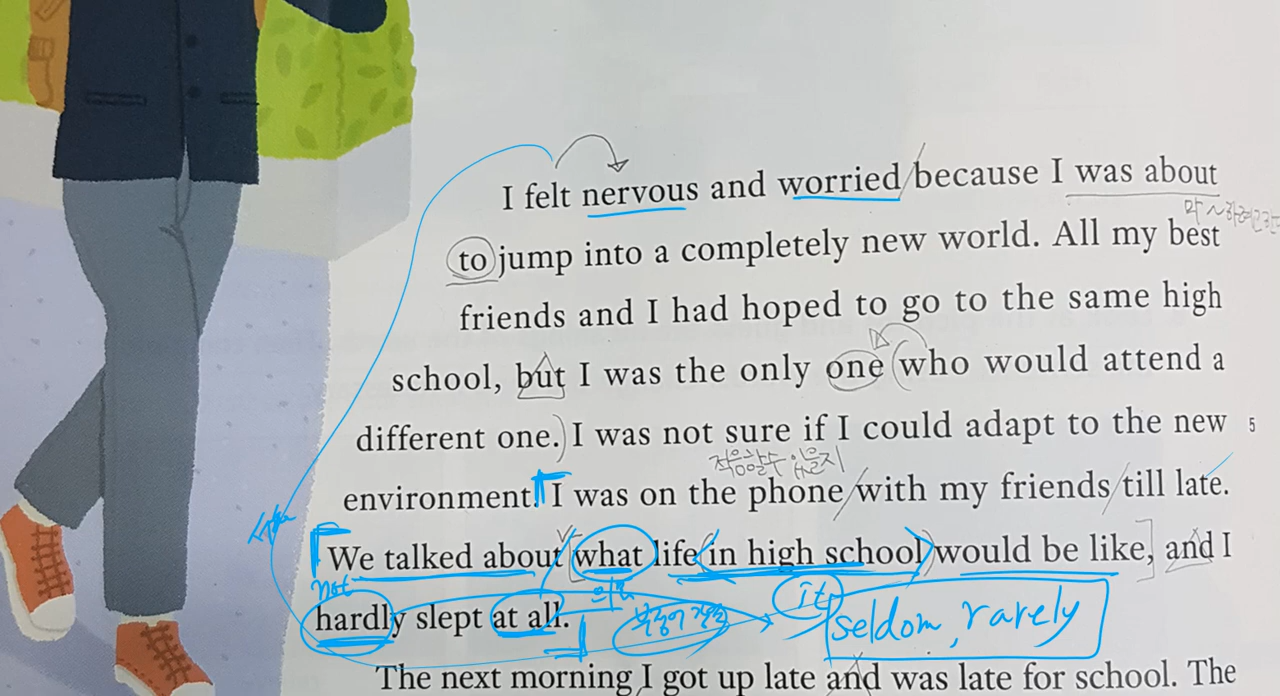 I felt nervous and worried because I was about
막 ~하려
to jump into a completely new world. All my best
friends and I had hoped to go to the same high
school, but I was the only one who would attend a
different one. I was not sure if I could adapt to the new 5
적응할수 있을지
environment. I was on the phone with my friends till late.
We talked about what life in high school would be like, and I
not
hardly slept at all.
it
seldom, rarely
The next morning I got up late and was late for school. The